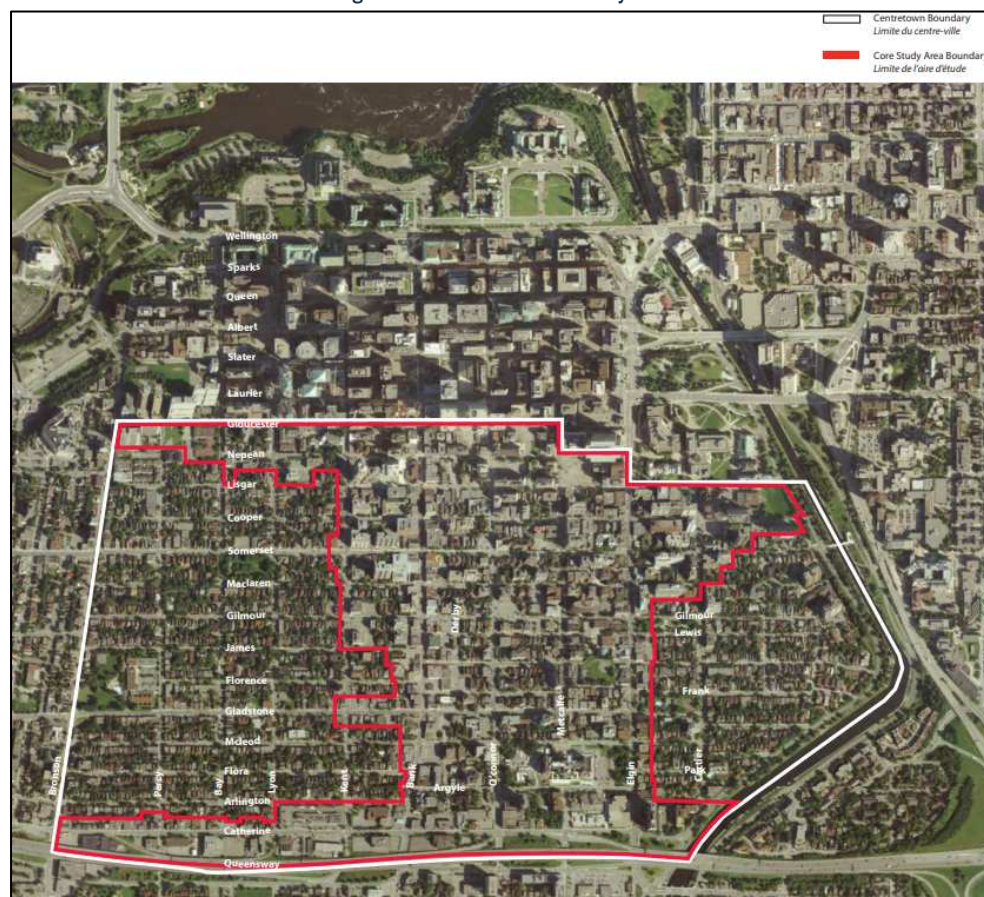 Centretown Boundary
Limite du centre-ville
Core Study Area Boundar
Limite de l'aire d'étude
Wellington
Sparks
Queen
Albert
Slater
Laurier
Gloucester
Nepean
Lisgar
Cooper
Somerset
Maclaren
Gilmour
Gilmour
Derby
Lewis
James
Florence
Frank
Gladstone
Metcalfe
Mcleod
Bronson
Percy
Bay
Flora
Lyon
Kent
Bank
Argyle
O'connor
Elgin
Park
Cartier
Arlington
Catherine
Queensway